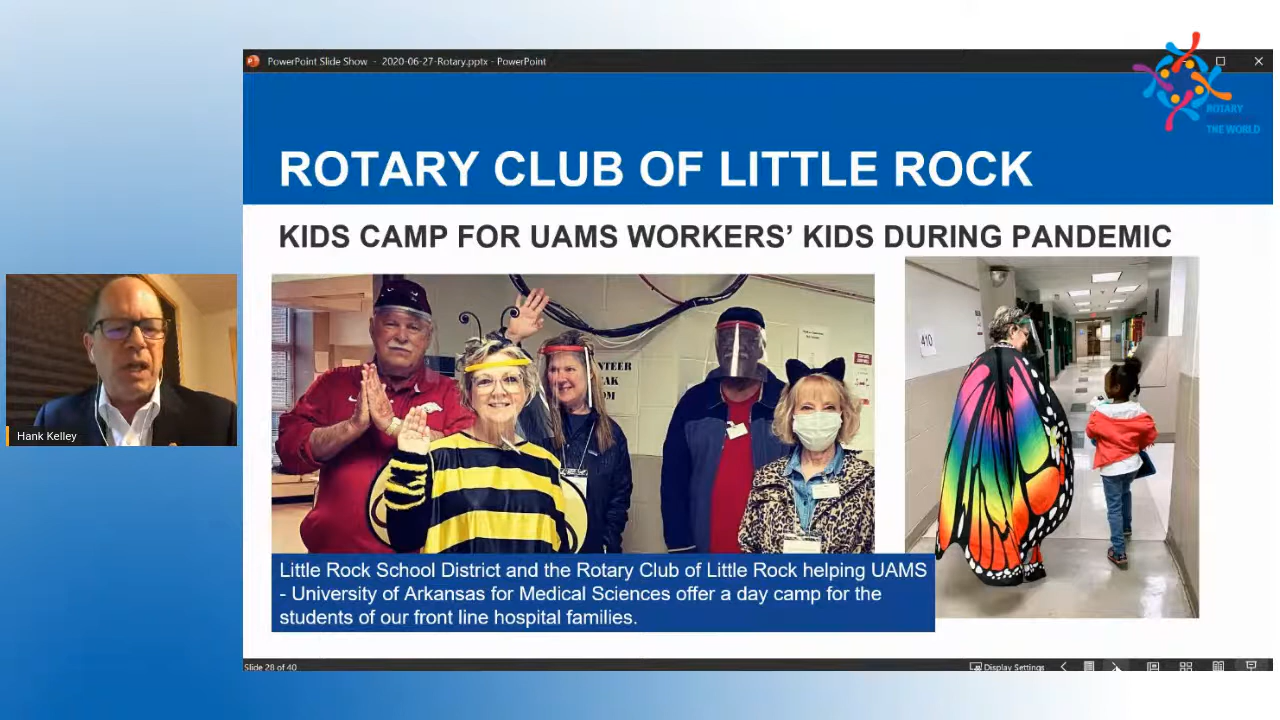 PowerPoint Slide Show - 2020-06-27-Rotary.pptx - PowerPoint
ROTARY
THE WORLD
ROTARY CLUB OF LITTLE ROCK
KIDS CAMP FOR UAMS WORKERS’ KIDS DURING PANDEMIC
410
Hank Kelley
Little Rock School District and the Rotary Club of Little Rock helping UAMS
- University of Arkansas for Medical Sciences offer a day camp for the
students of our front line hospital families.
Slide 28 of 40
Display Settings